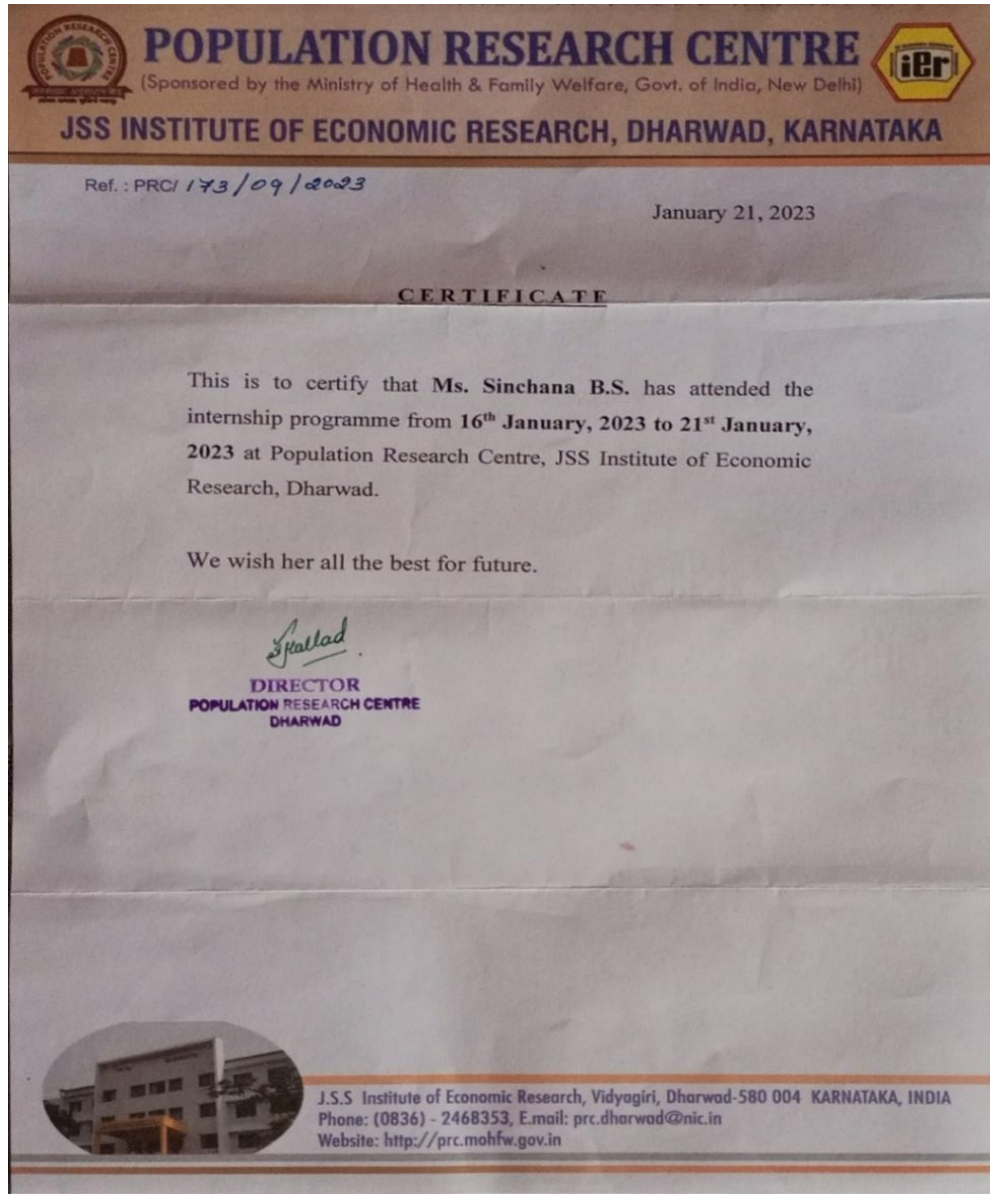 POPULATION RESEARCH CENTRE
(Sponsored by the Ministry of Health & Family Welfare, Govt. of India, New Delhi)
JSS INSTITUTE OF ECONOMIC RESEARCH, DHARWAD, KARNATAKA
POPULATION RESEARCH CENTRE
ier
Ref. : PRC/ 173/09/2023
January 21, 2023
CERTIFICATE
This is to certify that Ms. Sinchana B.S. has attended the
internship programme from 16th January, 2023 to 21st January,
2023 at Population Research Centre, JSS Institute of Economic
Research, Dharwad.
We wish her all the best for future.
DIRECTOR
POPULATION RESEARCH CENTRE
DHARWAD
J.S.S Institute of Economic Research, Vidyagiri, Dharwad-580 004 KARNATAKA, INDIA
Phone: (0836) - 2468353, E.mail: prc.dharwad@nic.in
Website: http://prc.mohfw.gov.in